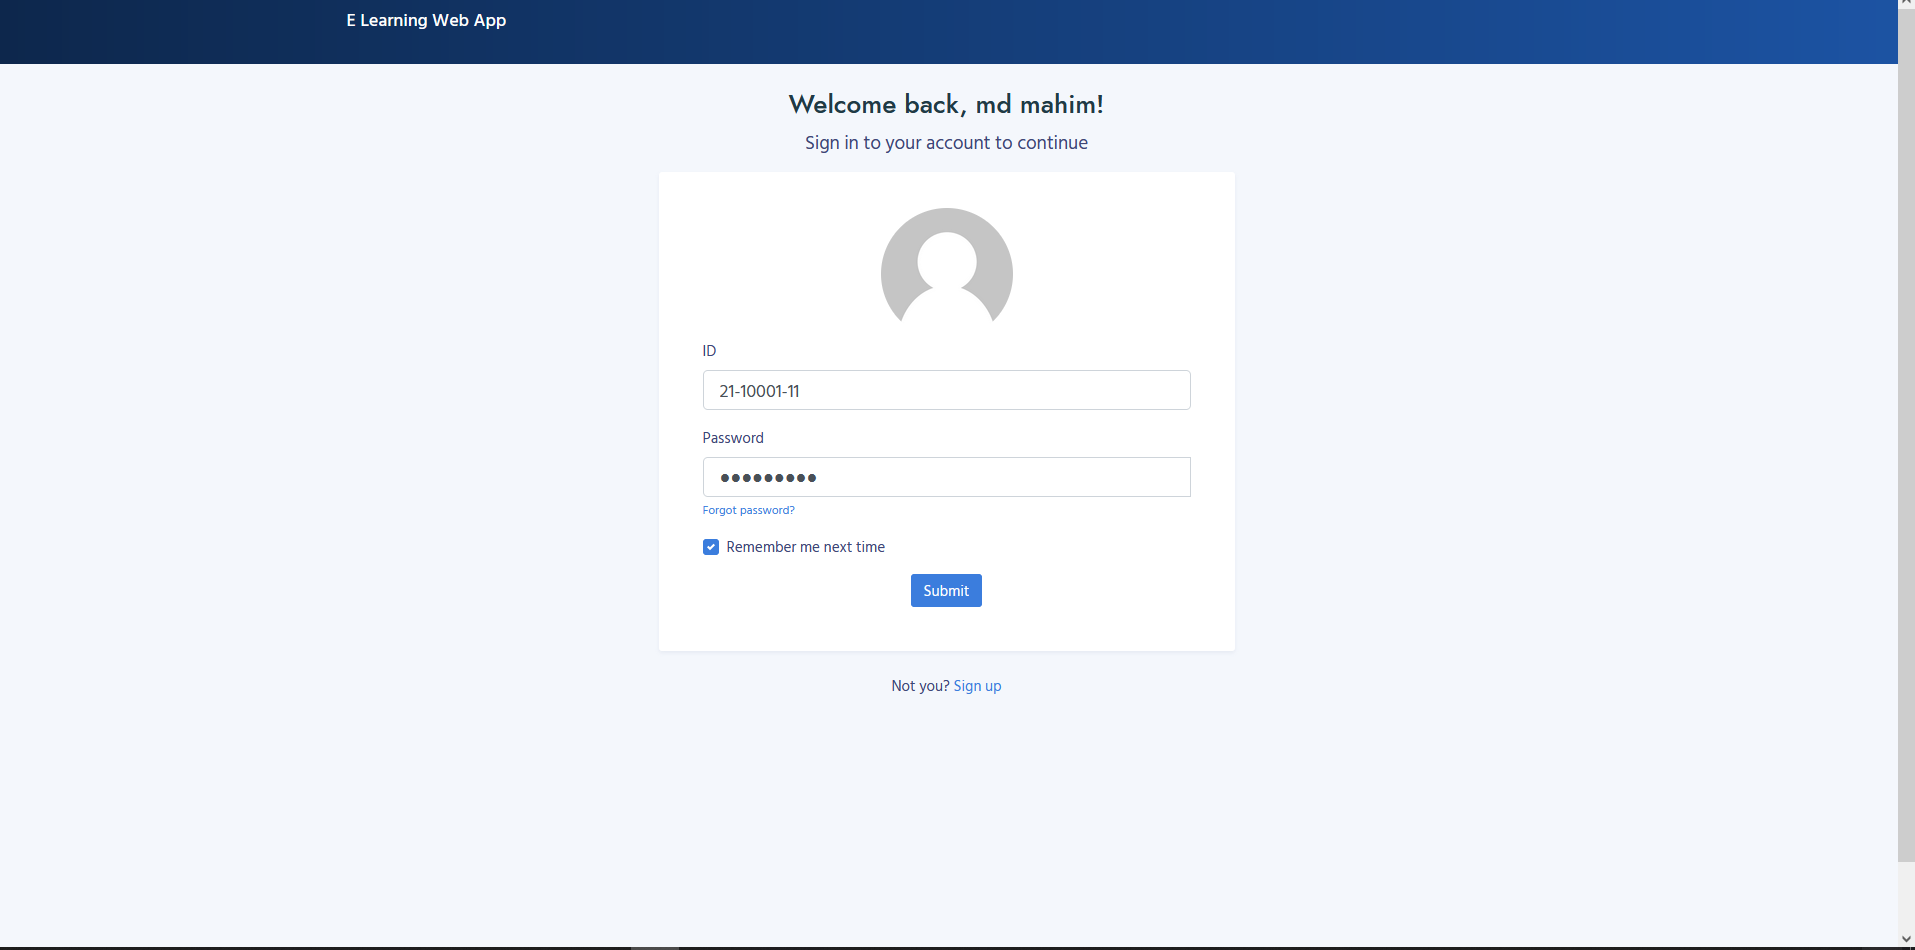 E Learning Web App
Welcome back, md mahim!
Sign in to your account to continue
ID
21-10001-11
Password
●●●●●●●●●
Forgot password?
Remember me next time
Submit
Not you? Sign up